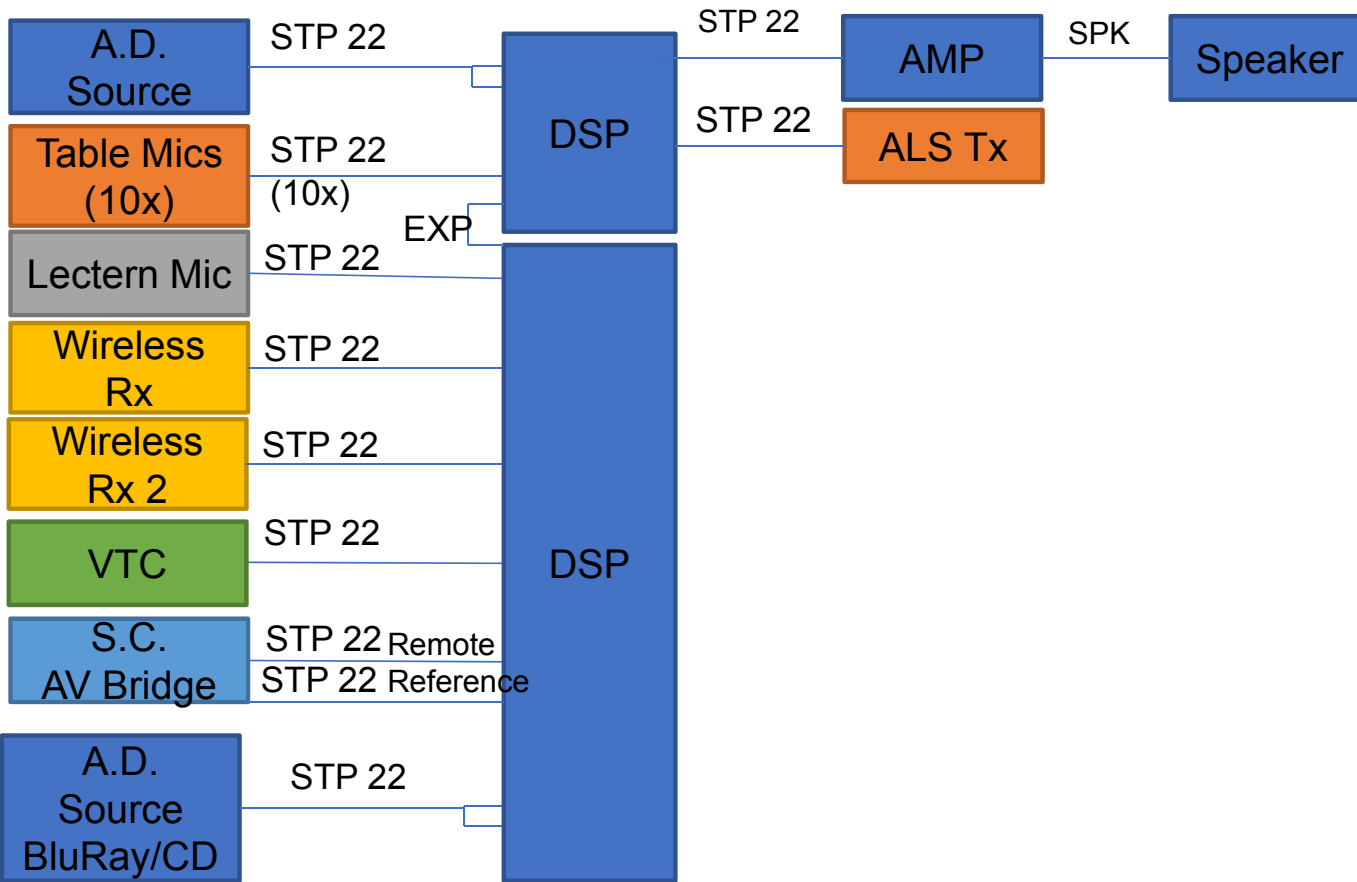 A.D.
Source
STP 22
Table Mics
(10x)
STP 22
(10x)
EXP
Lectern Mic
STP 22
Wireless
Rx
STP 22
Wireless
Rx 2
STP 22
VTC
STP 22
S.C.
AV Bridge
STP 22 Remote
STP 22 Reference
A.D.
Source
BluRay/CD
STP 22
DSP
DSP
STP 22
AMP
SPK
Speaker
STP 22
ALS Tx